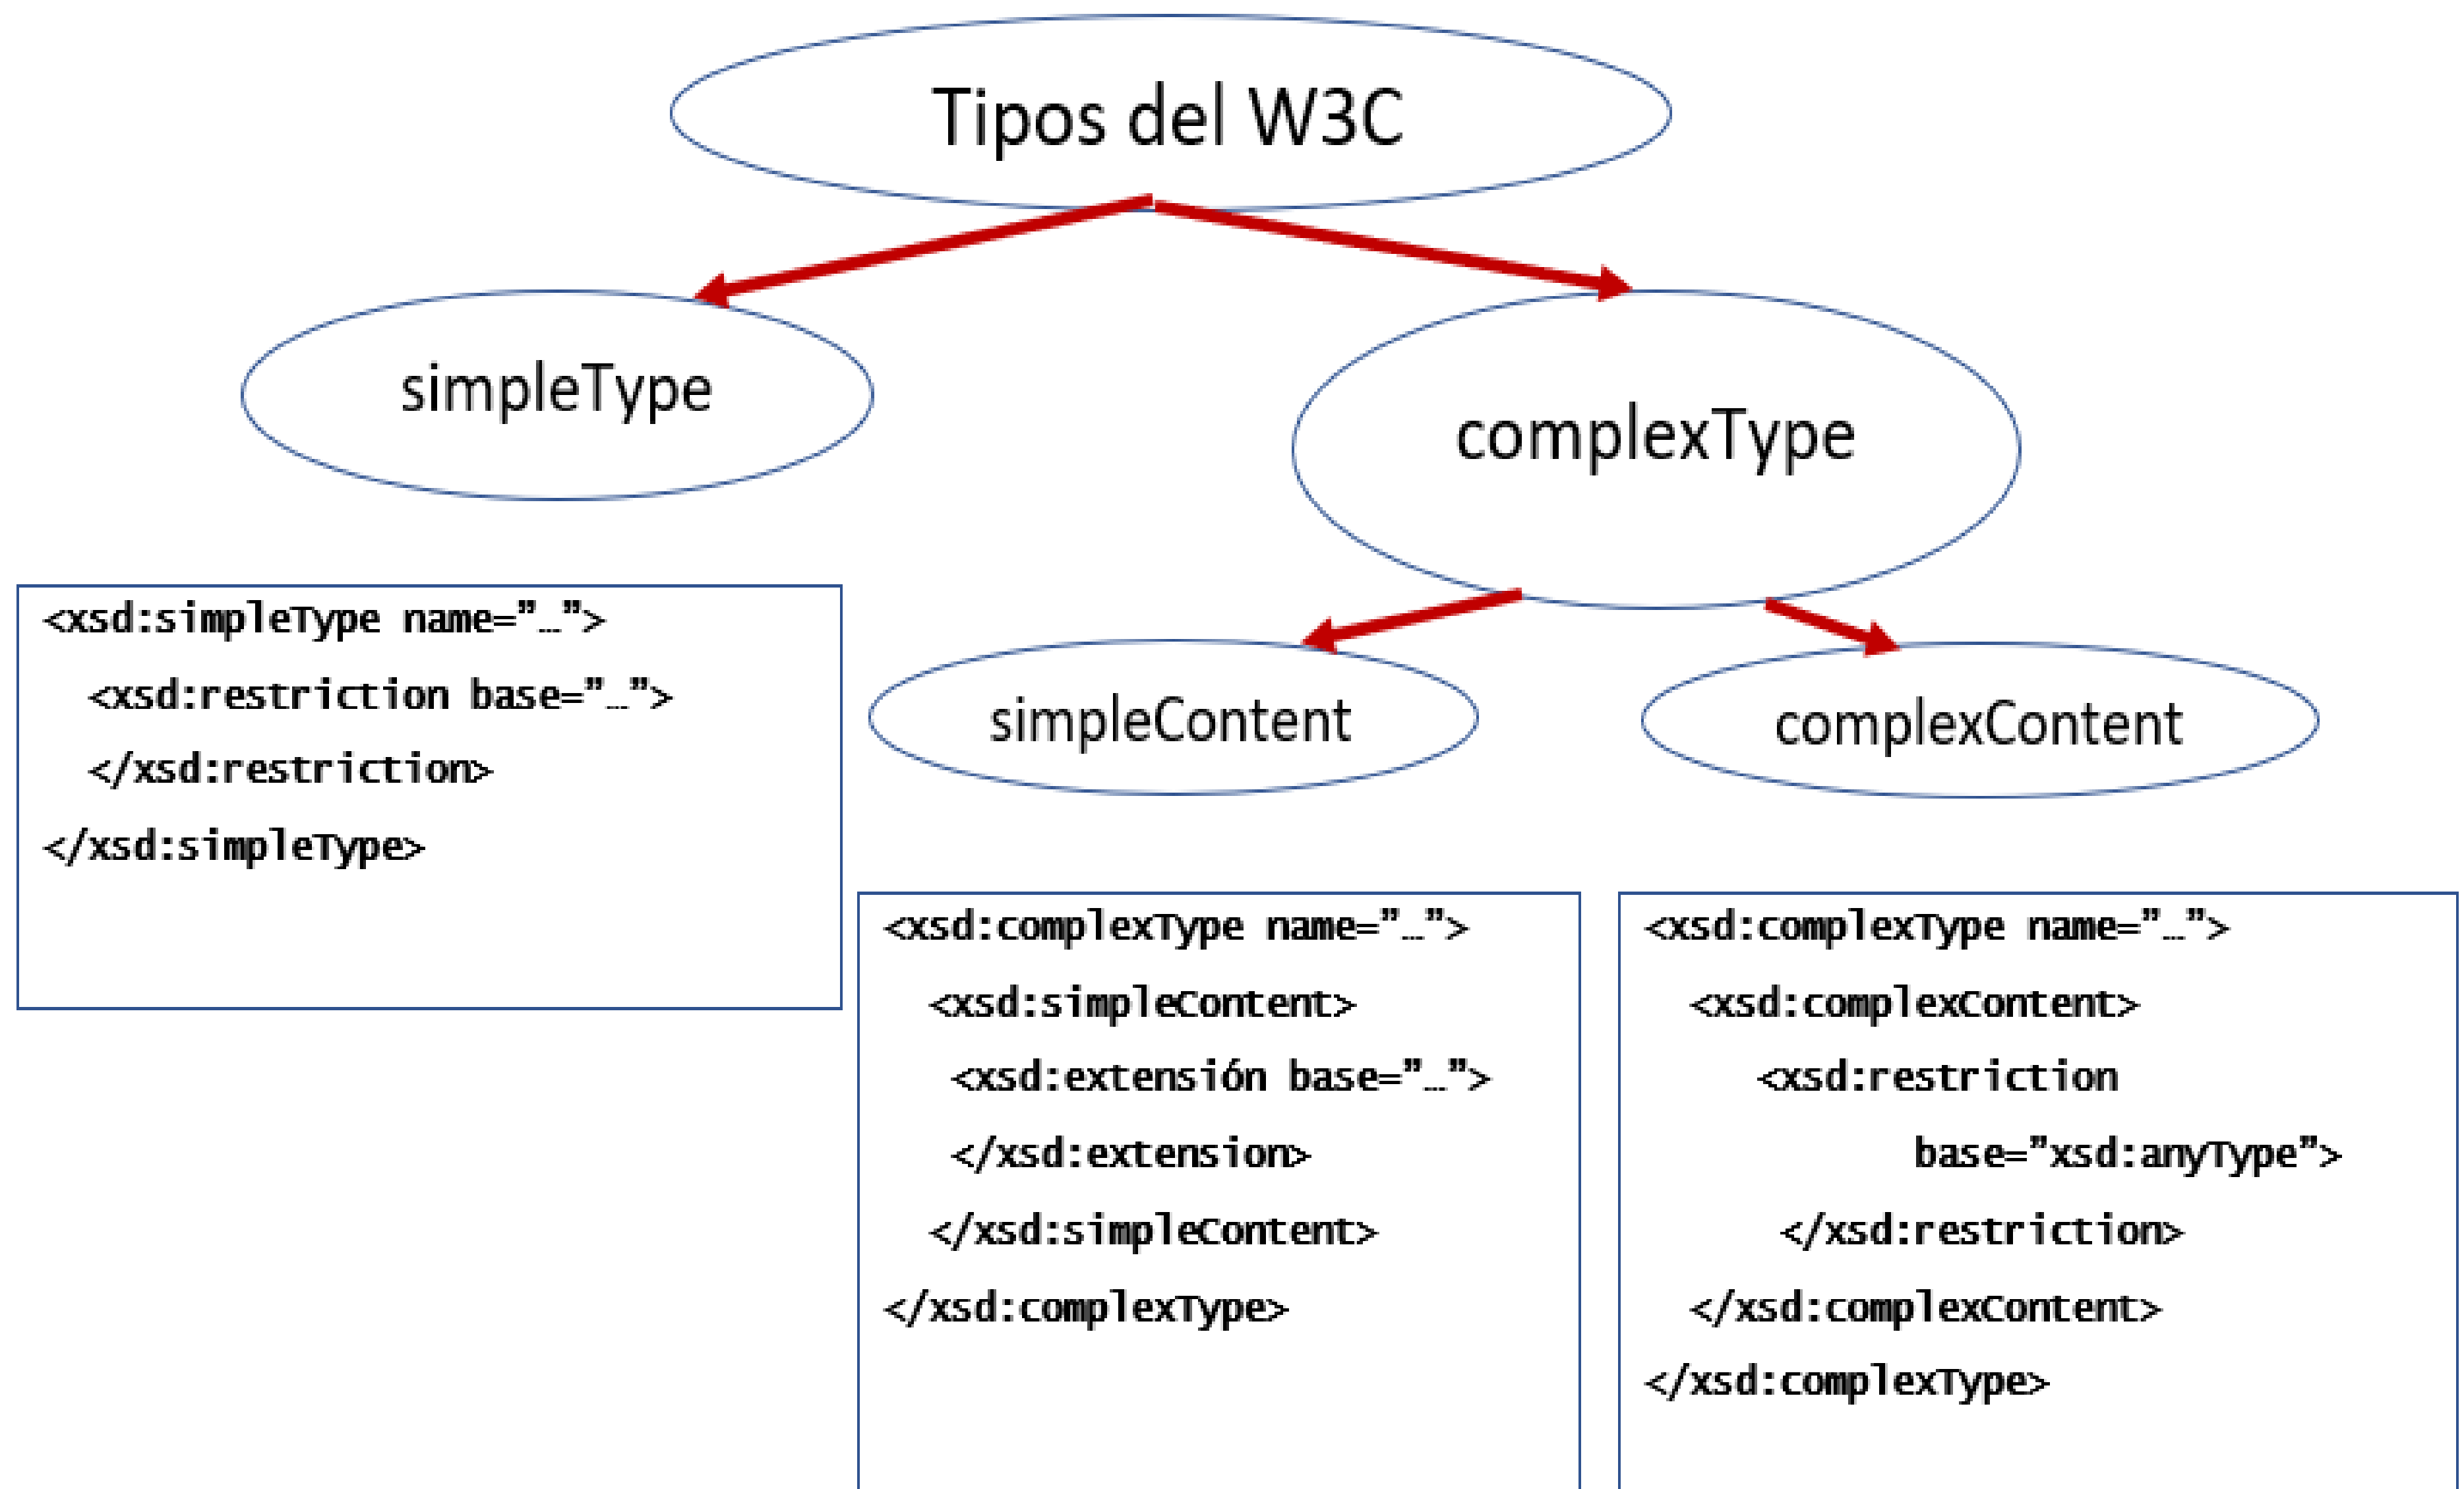 Tipos del W3C
simpleType
complexType
<xsd:simpleType name=”…”>
<xsd:restriction base=”…”>
</xsd:restriction>
</xsd:simpleType>
simpleContent
complexContent
<xsd:complexType name=”…”>
<xsd:simpleContent>
<xsd:extensión base=”…”>
</xsd:extension>
</xsd:simpleContent>
</xsd:complexType>
<xsd:complexType name=”…”>
<xsd:complexContent>
<xsd:restriction
base=”xsd:anyType”>
</xsd:restriction>
</xsd:complexContent>
</xsd:complexType>